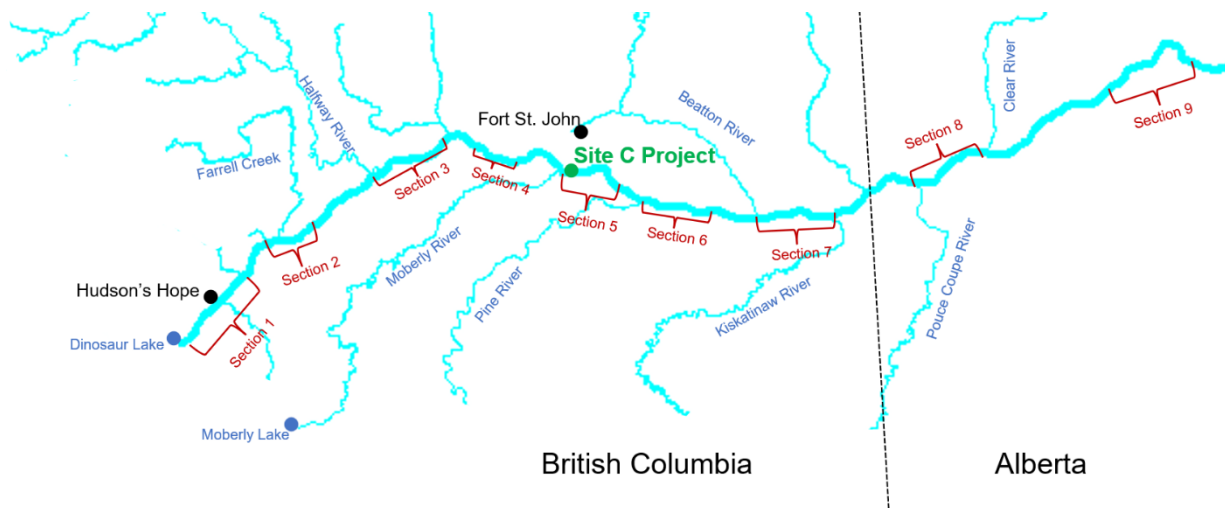 Halfway River
Farrell Creek
Fort St. John
Beatton River
Clear River
Site C Project
Section 9
Section 8
Section 3
Section 4
Section 5
Section 6
Section 7
Section 2
Moberly River
Pine River
Kiskatinaw River
Pouce Coupe River
Hudson's Hope
Section 1
Dinosaur Lake
Moberly Lake
British Columbia
Alberta